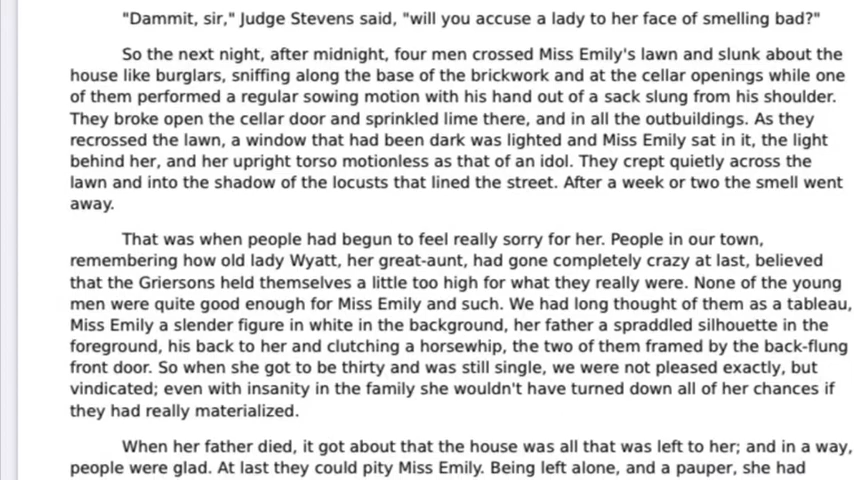 "Dammit, sir," Judge Stevens said, "will you accuse a lady to her face of smelling bad?"
So the next night, after midnight, four men crossed Miss Emily's lawn and slunk about the
house like burglars, sniffing along the base of the brickwork and at the cellar openings while one
of them performed a regular sowing motion with his hand out of a sack slung from his shoulder.
They broke open the cellar door and sprinkled lime there, and in all the outbuildings. As they
recrossed the lawn, a window that had been dark was lighted and Miss Emily sat in it, the light
behind her, and her upright torso motionless as that of an idol. They crept quietly across the
lawn and into the shadow of the locusts that lined the street. After a week or two the smell went
away.
That was when people had begun to feel really sorry for her. People in our town,
remembering how old lady Wyatt, her great-aunt, had gone completely crazy at last, believed
that the Griersons held themselves a little too high for what they really were. None of the young
men were quite good enough for Miss Emily and such. We had long thought of them as a tableau,
Miss Emily a slender figure in white in the background, her father a spraddled silhouette in the
foreground, his back to her and clutching a horsewhip, the two of them framed by the back-flung
front door. So when she got to be thirty and was still single, we were not pleased exactly, but
vindicated; even with insanity in the family she wouldn't have turned down all of her chances if
they had really materialized.
When her father died, it got about that the house was all that was left to her; and in a way,
people were glad. At last they could pity Miss Emily. Being left alone, and a pauper, she had